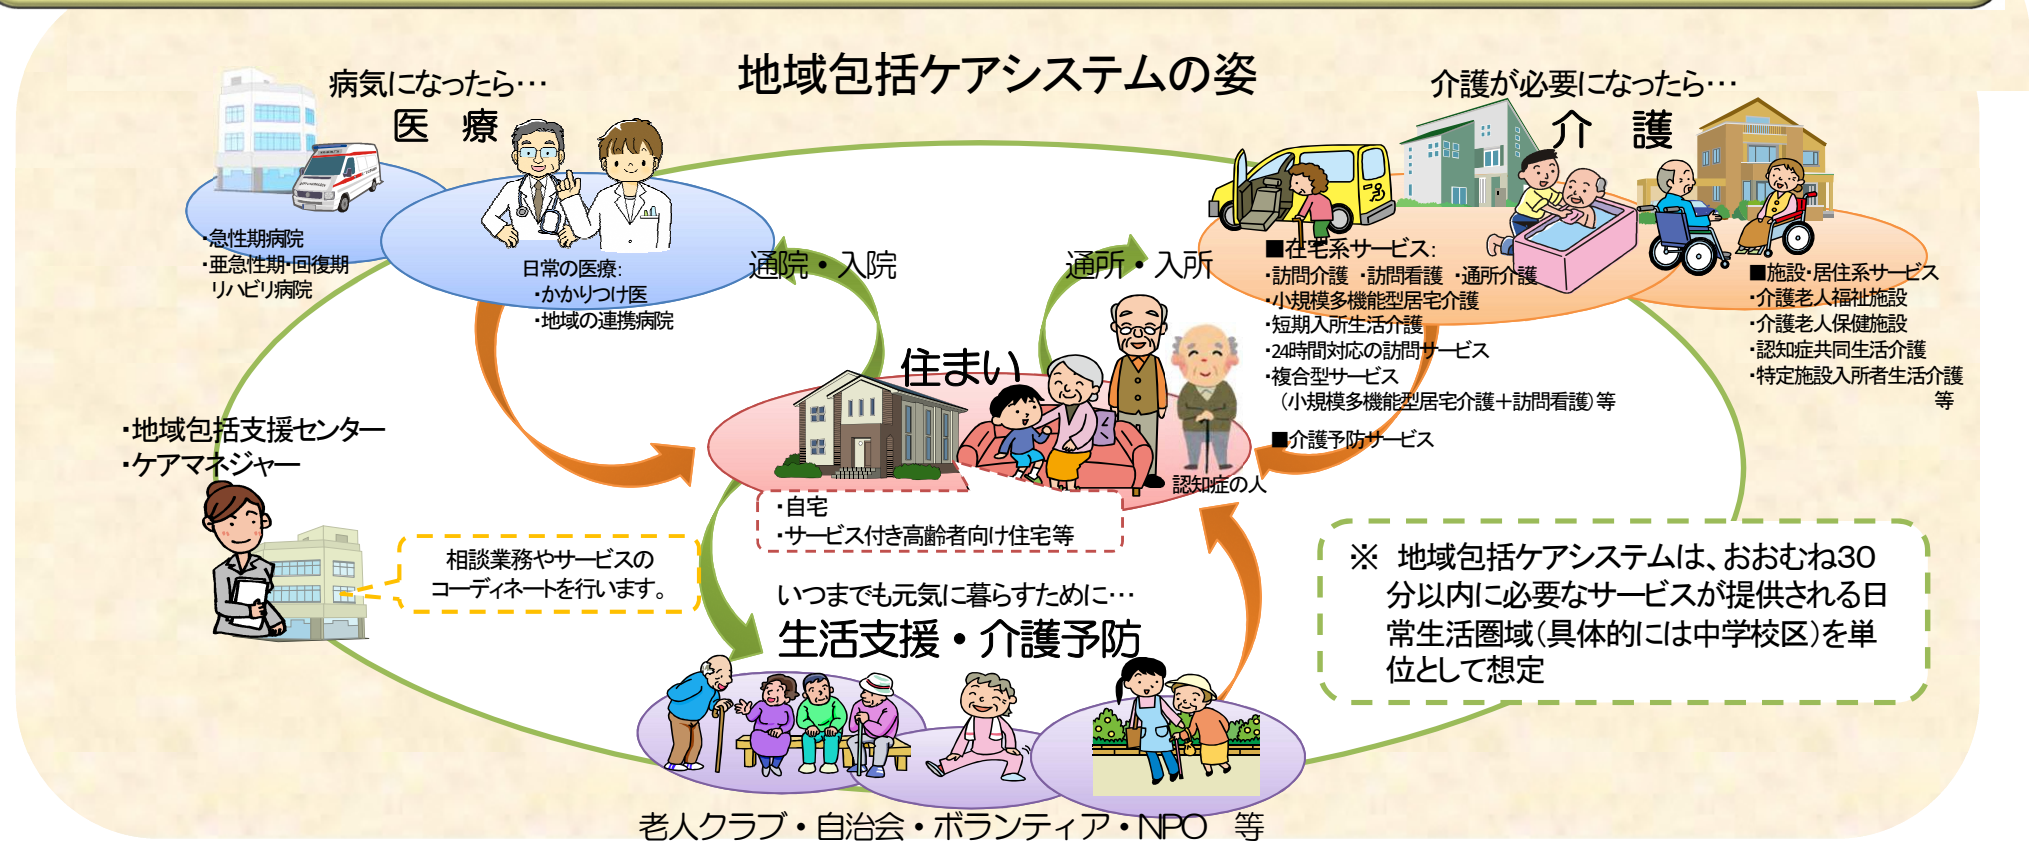 地域包括ケアシステムの姿
病気になったら…
医 療
・急性期病院
・亜急性期・回復期
リハビリ病院
日常の医療:
・かかりつけ医
・地域の連携病院
通院・入院
通所・入所
介護が必要になったら…
介 護
■在宅系サービス:
・訪問介護 ・訪問看護 ・通所介護
・小規模多機能型居宅介護
・短期入所生活介護
・24時間対応の訪問サービス
・複合型サービス
(小規模多機能型居宅介護+訪問看護)等
■介護予防サービス
■施設・居住系サービス
・介護老人福祉施設
・介護老人保健施設
・認知症共同生活介護
・特定施設入所者生活介護
等
住まい
認知症の人
・自宅
・サービス付き高齢者向け住宅等
・地域包括支援センター
・ケアマネジャー
相談業務やサービスの
コーディネートを行います。
いつまでも元気に暮らすために…
生活支援・介護予防
老人クラブ・自治会・ボランティア・NPO 等
※ 地域包括ケアシステムは、おおむね30
分以内に必要なサービスが提供される日
常生活圏域(具体的には中学校区)を単
位として想定